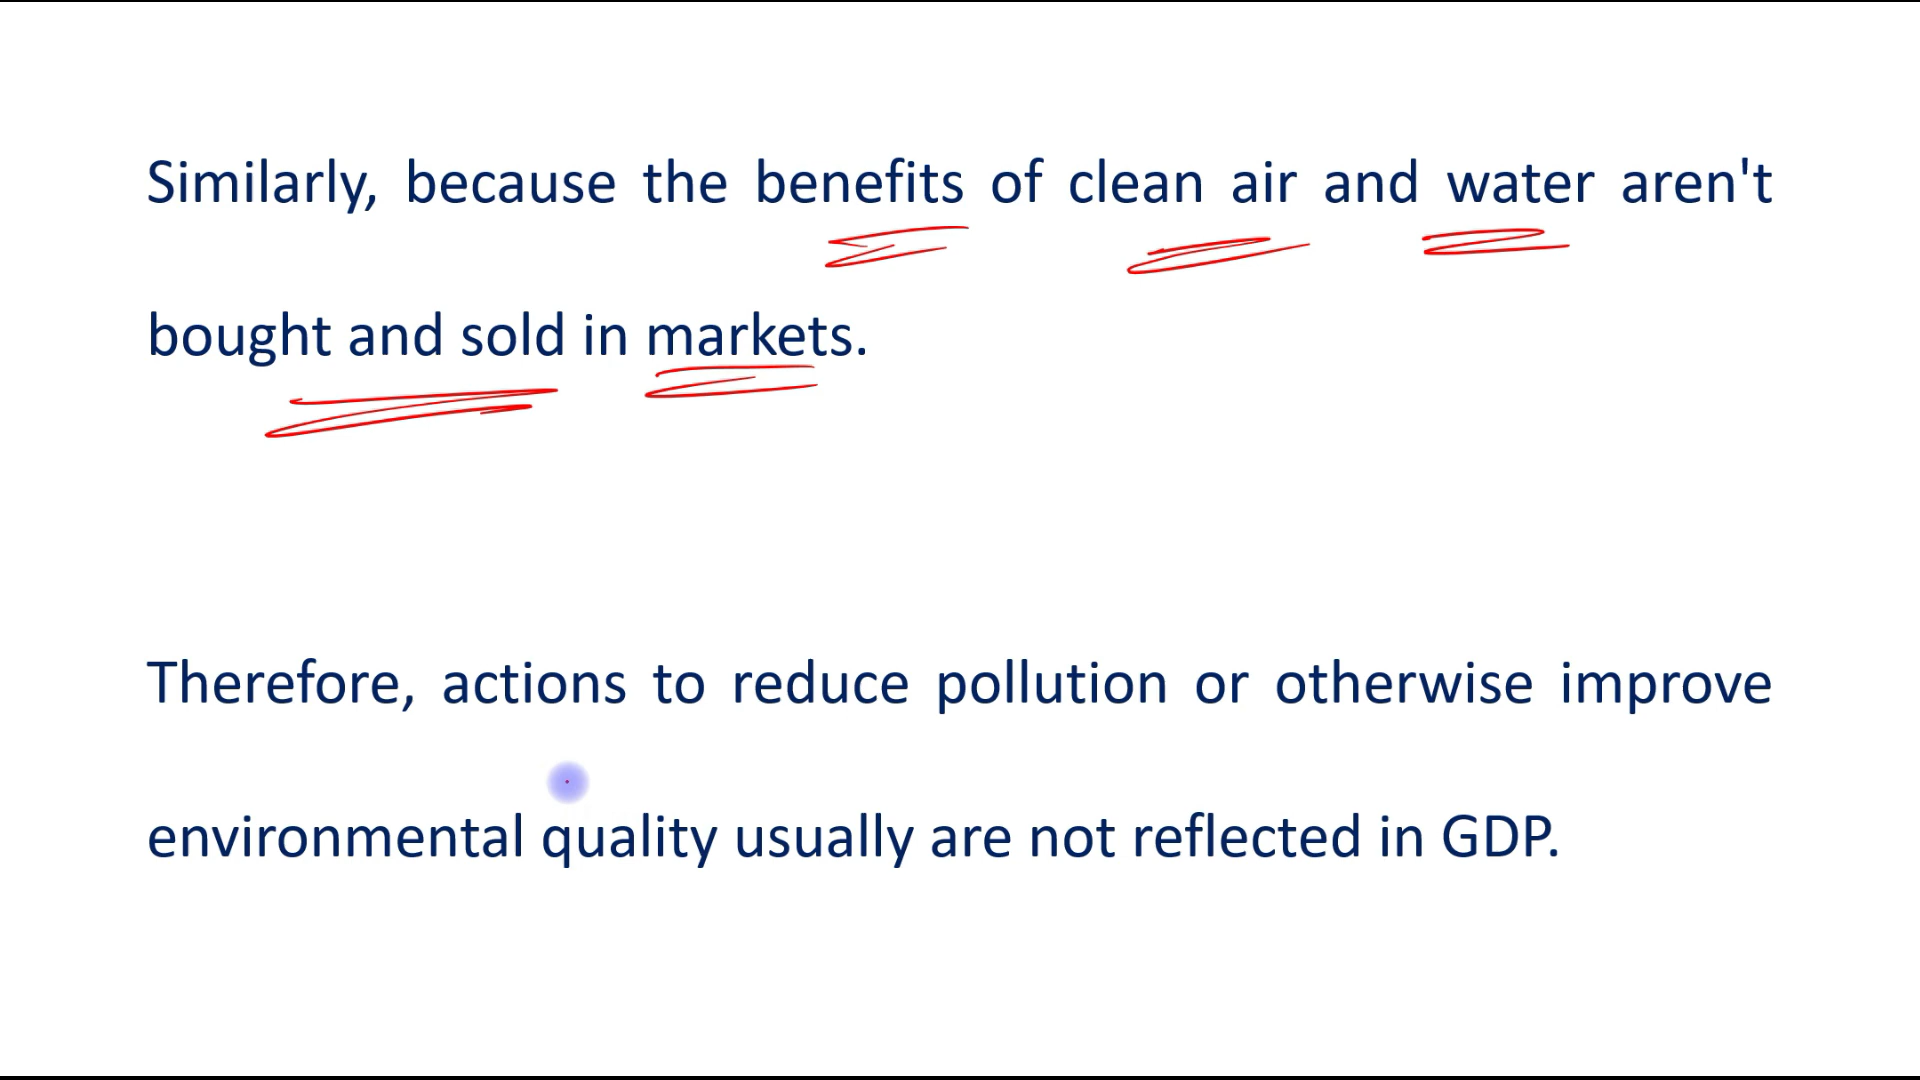 Similarly, because the benefits of clean air and water aren't
bought and sold in markets.
Therefore, actions to reduce pollution or otherwise improve
environmental quality usually are not reflected in GDP.